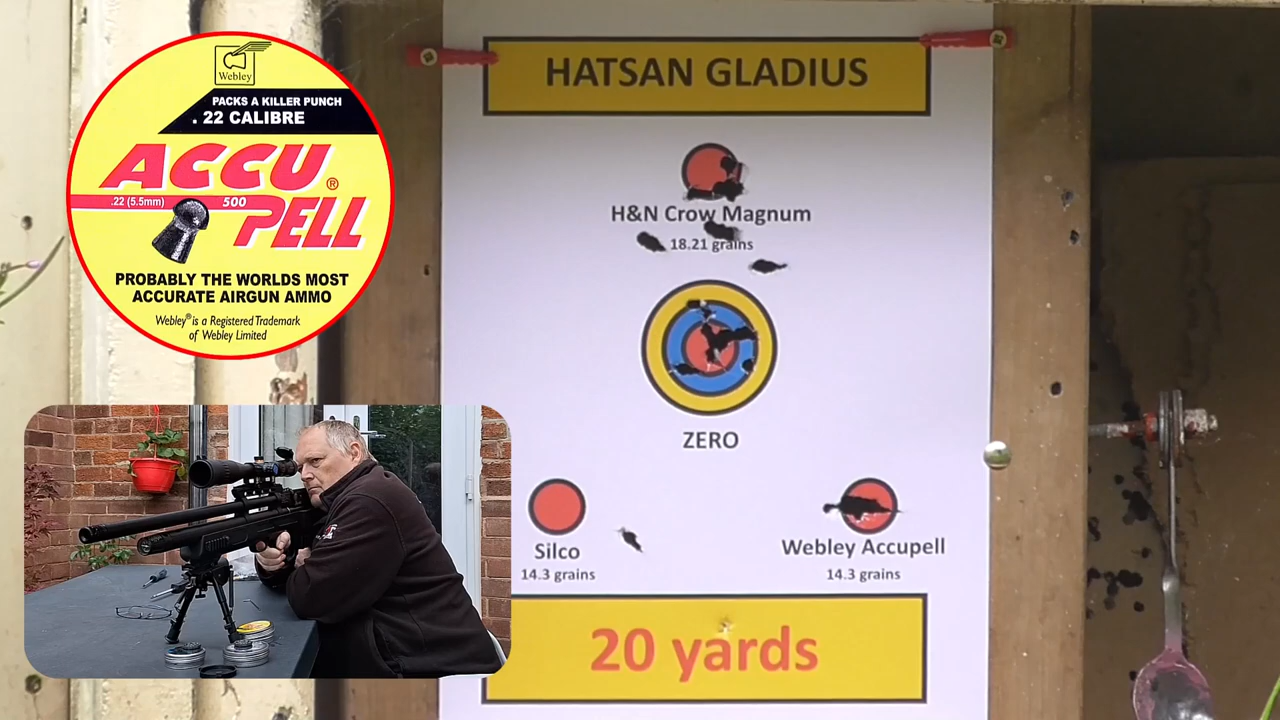 Webley
PACKS A KILLER PUNCH
. 22 CALIBRE
ACCU ®
.22 (5.5mm) 500
PELL
PROBABLY THE WORLDS MOST
ACCURATE AIRGUN AMMO
Webley® is a Registered Trademark
of Webley Limited
HATSAN GLADIUS
H&N Crow Magnum
18.21 grains
ZERO
Silco
14.3 grains
Webley Accupell
14.3 grains
20 yards